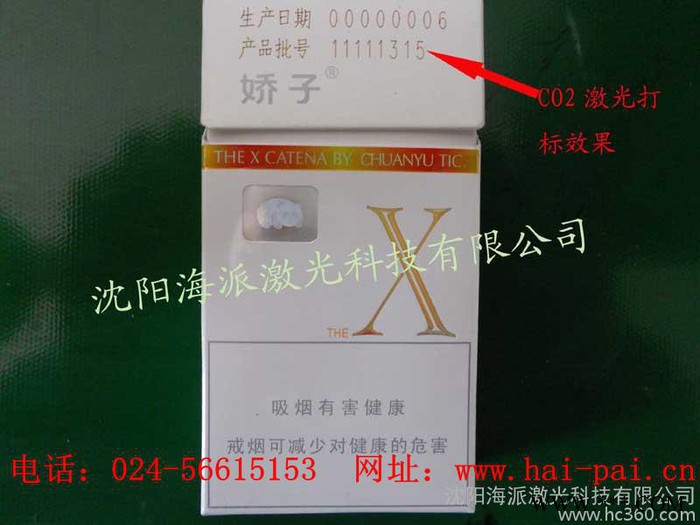 生产日期 00000006
产品批号 11111315
娇子®
CO2激光打
标效果
THE X CATENA BY CHUANYU TIC.
沈阳海派激光科技有限公司
THE X
吸烟有害健康
戒烟可减少对健康的危害
电话：024-56615153 网址：www.hai-pai.cn
沈阳海派激光科技有限公司
www.hc360.com